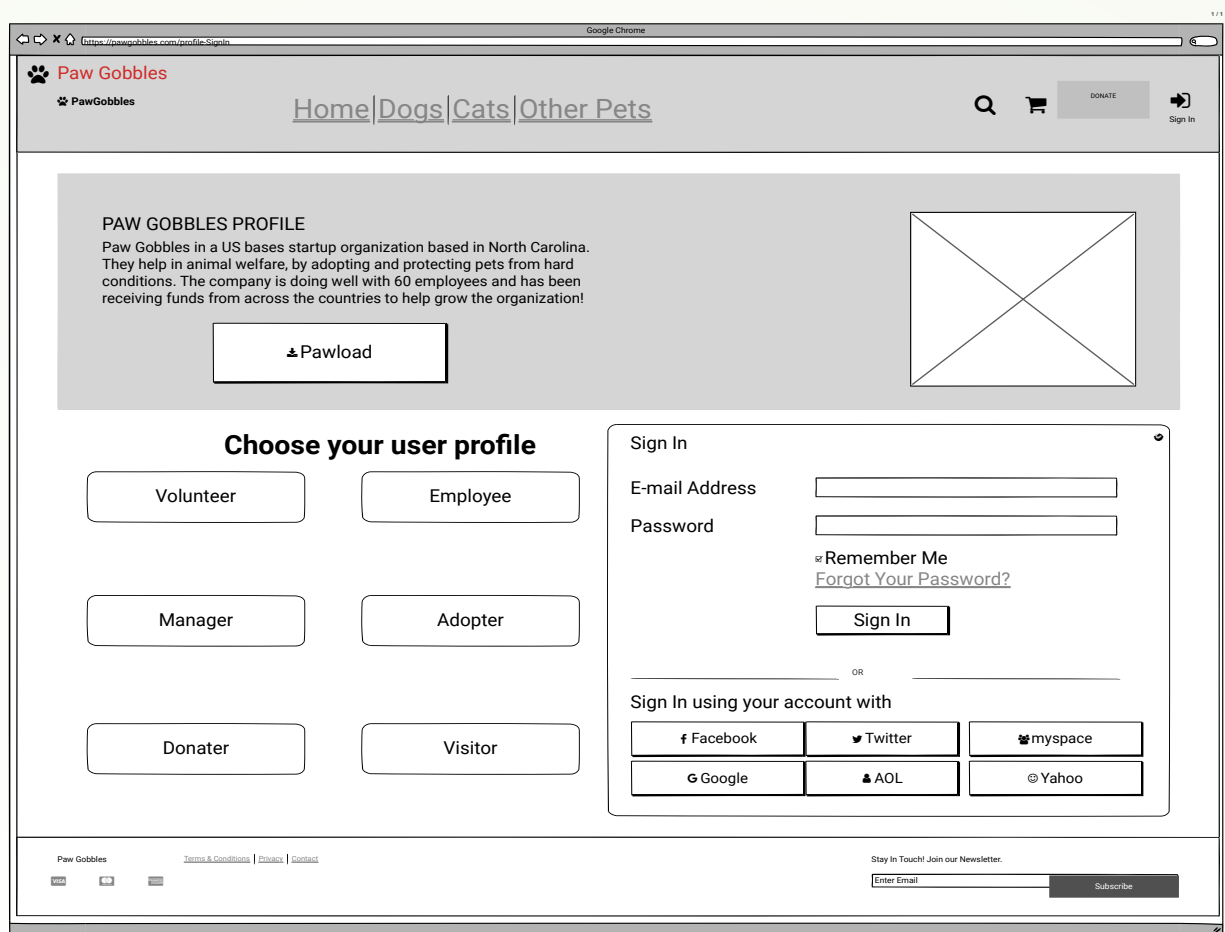 1 / 1
Google Chrome
https://pawgobbles.com/profile-SignIn
Paw Gobbles
PawGobbles
Home|Dogs|Cats|Other Pets
DONATE
Sign In
PAW GOBBLES PROFILE
Paw Gobbles in a US bases startup organization based in North Carolina.
They help in animal welfare, by adopting and protecting pets from hard
conditions. The company is doing well with 60 employees and has been
receiving funds from across the countries to help grow the organization!
Pawload
Choose your user profile
Volunteer
Employee
Manager
Adopter
Donater
Visitor
Sign In
E-mail Address
Password
Remember Me
Forgot Your Password?
Sign In
OR
Sign In using your account with
Facebook
Twitter
myspace
Google
AOL
Yahoo
Paw Gobbles
Terms & Conditions | Privacy | Contact
VISA
Stay In Touch! Join our Newsletter.
Enter Email
Subscribe